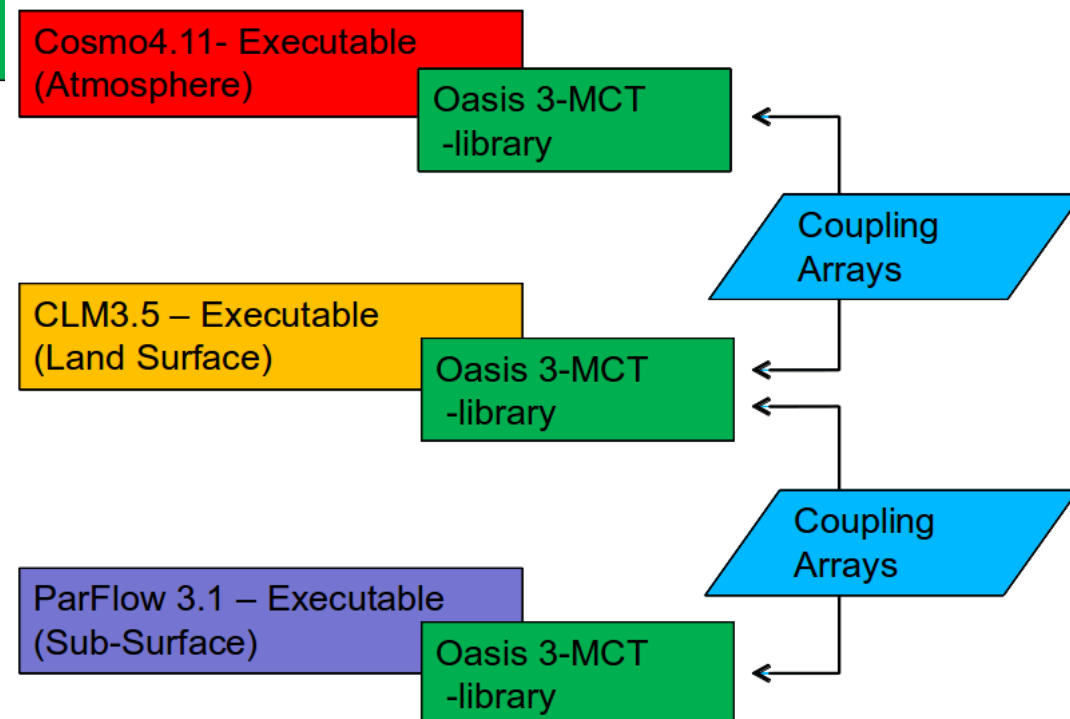 Cosmo4.11- Executable
(Atmosphere)
Oasis 3-MCT
-library
Coupling
Arrays
CLM3.5 – Executable
(Land Surface)
Oasis 3-MCT
-library
Coupling
Arrays
ParFlow 3.1 – Executable
(Sub-Surface)
Oasis 3-MCT
-library